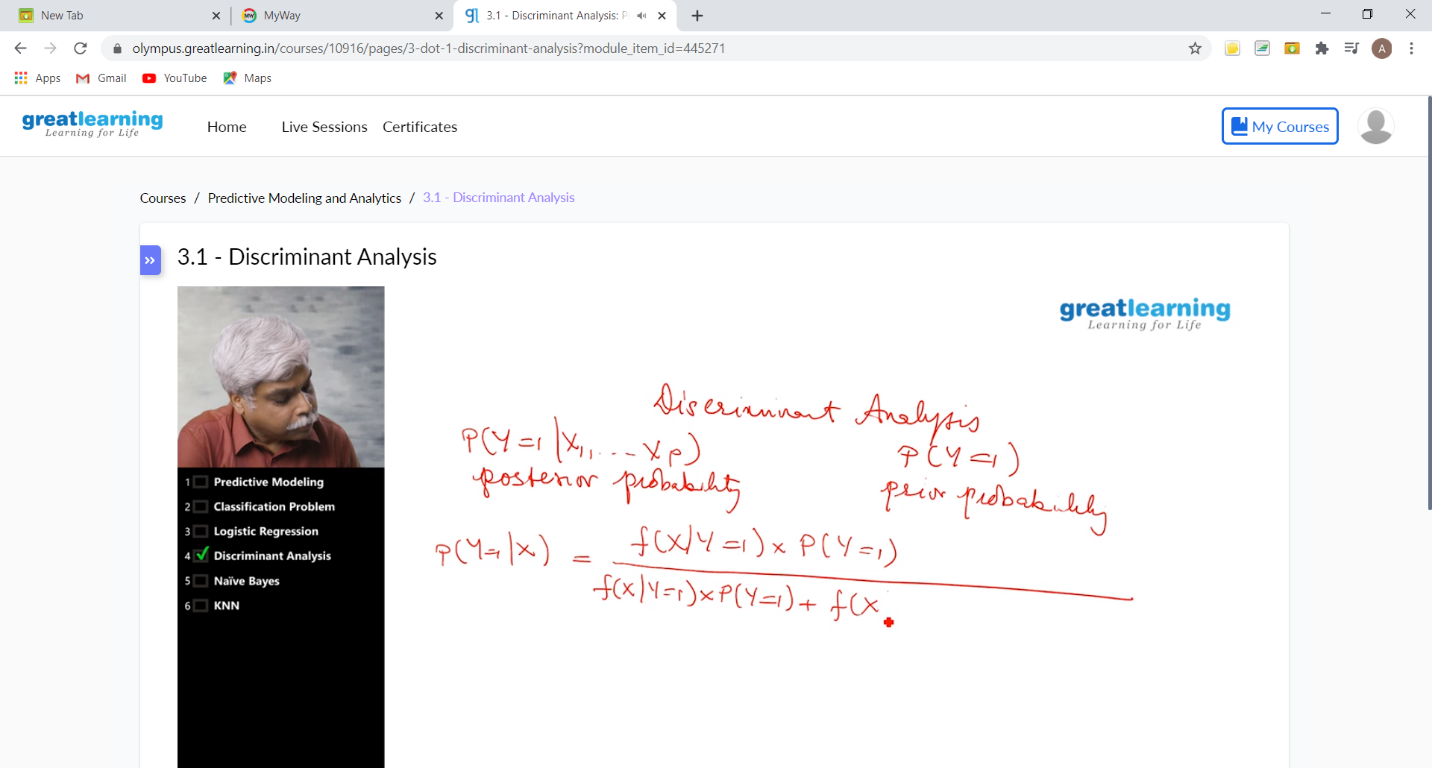 New Tab
MyWay
3.1 - Discriminant Analysis: P
olympus.greatlearning.in/courses/10916/pages/3-dot-1-discriminant-analysis?module_item_id=445271
A
Apps Gmail YouTube Maps
greatlearning
Learning for Life
Home Live Sessions Certificates
My Courses
Courses / Predictive Modeling and Analytics / 3.1 - Discriminant Analysis
»
3.1 - Discriminant Analysis
greatlearning
Learning for Life
Discriminant Analysis
P(Y=1|X1,...Xp)
posterior probability
P(Y=1)
prior probability
P(Y=1|X) = f(X|Y=1) x P(Y=1)
f(X|Y=1)xP(Y=1)+ f(X
1 Predictive Modeling
2 Classification Problem
3 Logistic Regression
4 Discriminant Analysis
5 Naïve Bayes
6 KNN